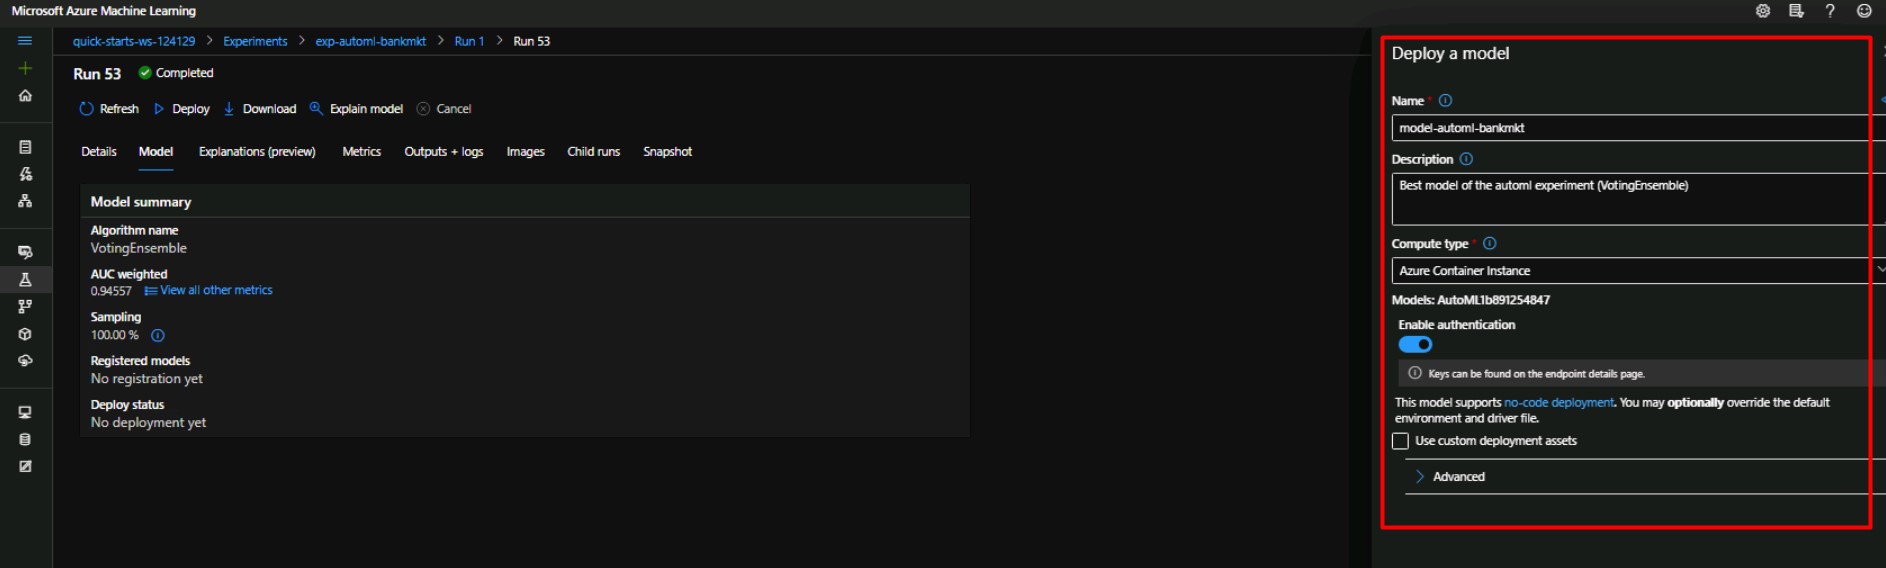 Microsoft Azure Machine Learning
quick-starts-ws-124129 > Experiments > exp-automl-bankmkt > Run 1 > Run 53
Run 53 Completed
Refresh Deploy Download Explain model Cancel
Details Model Explanations (preview) Metrics Outputs + logs Images Child runs Snapshot
Model summary
Algorithm name
VotingEnsemble
AUC weighted
0.94557 View all other metrics
Sampling
100.00 %
Registered models
No registration yet
Deploy status
No deployment yet
Deploy a model
Name *
model-automl-bankmkt
Description
Best model of the automl experiment (VotingEnsemble)
Compute type *
Azure Container Instance
Models: AutoML1b891254847
Enable authentication
Keys can be found on the endpoint details page.
This model supports no-code deployment. You may optionally override the default
environment and driver file.
Use custom deployment assets
Advanced